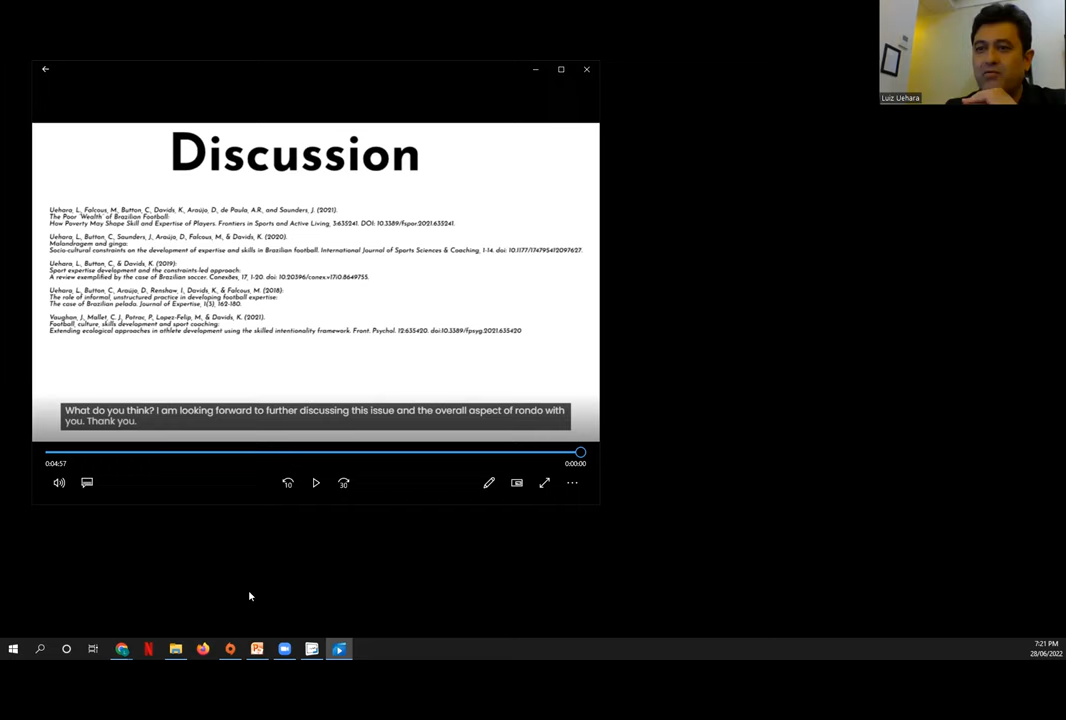 Luiz Uehara
Discussion
Uehara, L., Falcous, M., Button, C., Davids, K., Araújo, D., de Paula, A.R., and Saunders, J. (2021).
The Poor 'Wealth' of Brazilian Football:
How Poverty May Shape Skill and Expertise of Players. Frontiers in Sports and Active Living, 3:635241. DOI: 10.3389/fspor.2021.635241.
Uehara, L., Button, C., Saunders, J., Araújo, D., Falcous, M., & Davids, K. (2020).
Malandragem and ginga:
Socio-cultural constraints on the development of expertise and skills in Brazilian football. International Journal of Sports Sciences & Coaching, 1-14. doi: 10.1177/174795412097627.
Uehara, L., Button, C., & Davids, K. (2019):
Sport expertise development and the constraints-led approach:
A review exemplified by the case of Brazilian soccer. Conexões, 17, 1-20. doi: 10.20396/conex.v17i0.8649755.
Uehara, L., Button, C., Araújo, D., Renshaw, I., Davids, K., & Falcous, M. (2018):
The role of informal, unstructured practice in developing football expertise:
The case of Brazilian pelada. Journal of Expertise, 1(3), 162-180.
Vaughan, J., Mallet, C. J., Potrac, P., Lopez-Felip, M., & Davids, K. (2021).
Football, culture, skills development and sport coaching:
Extending ecological approaches in athlete development using the skilled intentionality framework. Front. Psychol. 12:635420. doi:10.3389/fpsyg.2021.635420
What do you think? I am looking forward to further discussing this issue and the overall aspect of rondo with
you. Thank you.
0:04:57
0:00:00
10
30
7:21 PM
28/06/2022